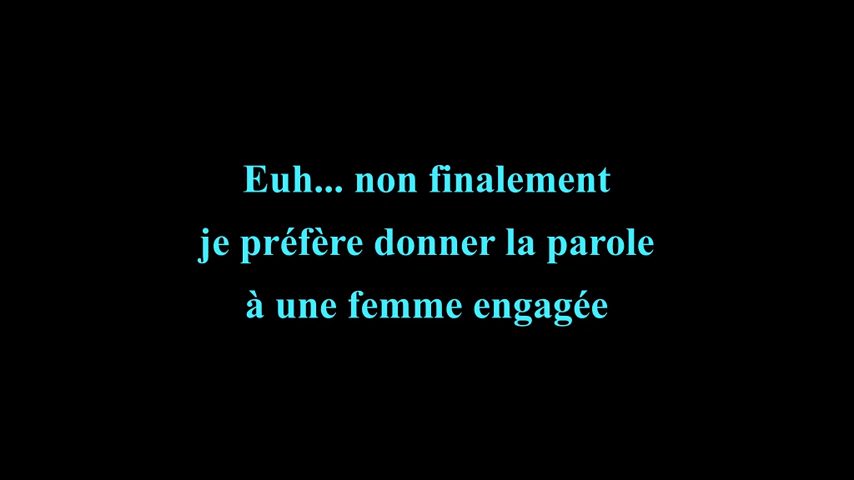 Euh... non finalement
je préfère donner la parole
à une femme engagée